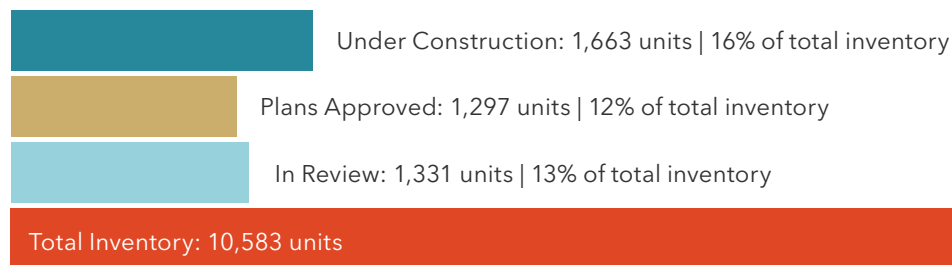 Under Construction: 1,663 units | 16% of total inventory
Plans Approved: 1,297 units | 12% of total inventory
In Review: 1,331 units | 13% of total inventory
Total Inventory: 10,583 units